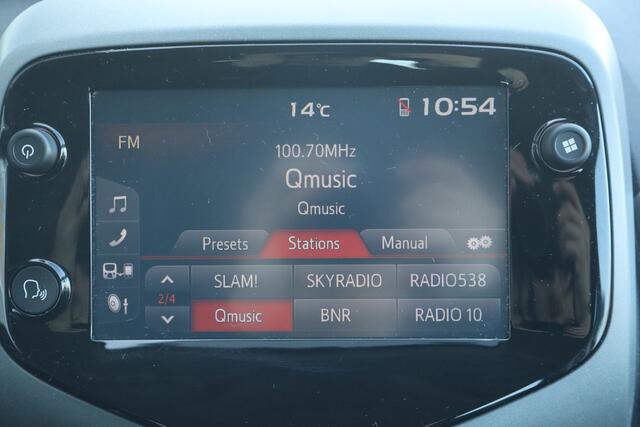 14°C 10:54
FM
100.70MHz
Qmusic
Qmusic
Presets Stations Manual
SLAM! SKYRADIO RADIO538
2/4
Qmusic BNR RADIO 10